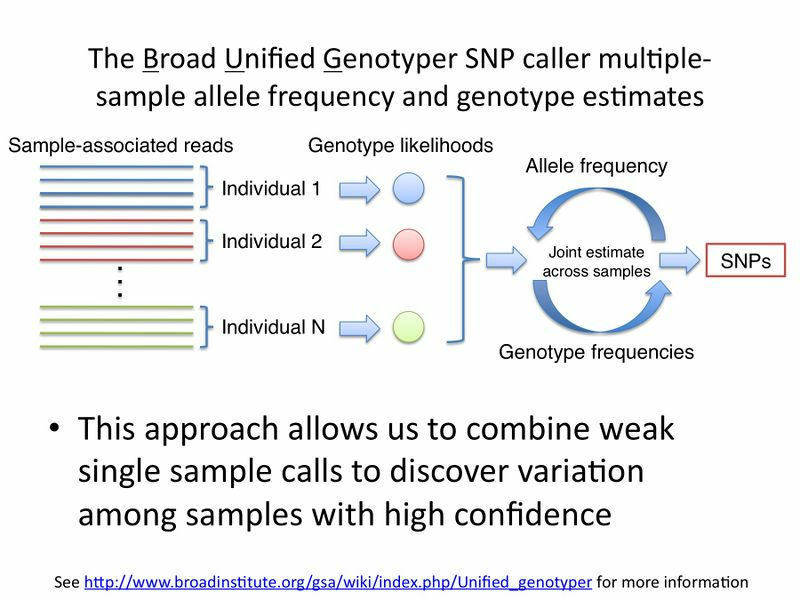 The Broad Unified Genotyper SNP caller multiple-
sample allele frequency and genotype estimates
Sample-associated reads
Genotype likelihoods
Allele frequency
Individual 1
Individual 2
Individual N
Joint estimate
across samples
SNPs
Genotype frequencies
• This approach allows us to combine weak
single sample calls to discover variation
among samples with high confidence
See http://www.broadinstitute.org/gsa/wiki/index.php/Unified_genotyper for more information